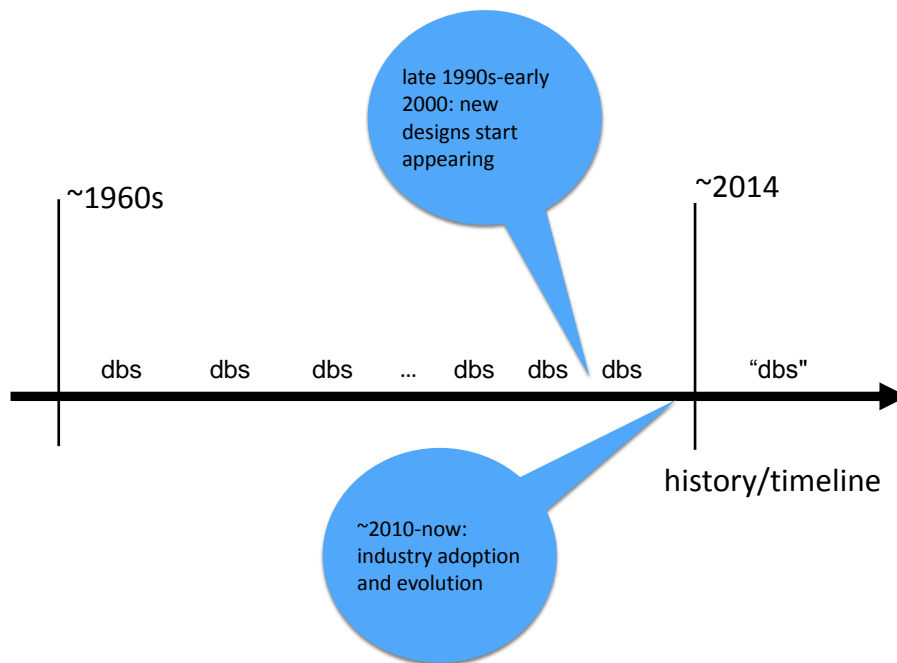 late 1990s-early
2000: new
designs start
appearing
~1960s
~2014
dbs dbs dbs ... dbs dbs dbs “dbs"
history/timeline
~2010-now:
industry adoption
and evolution